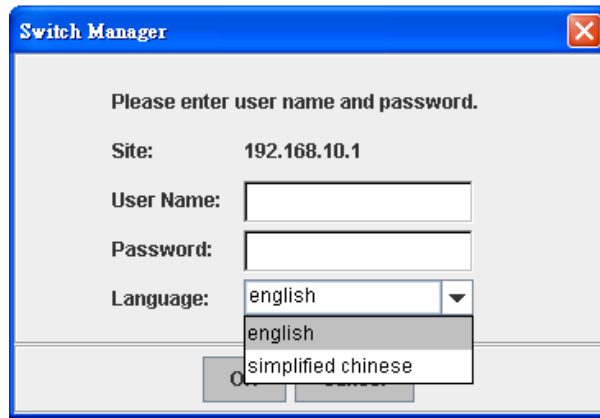 Switch Manager
Please enter user name and password.
Site: 192.168.10.1
User Name:
Password:
Language: english
english
simplified chinese